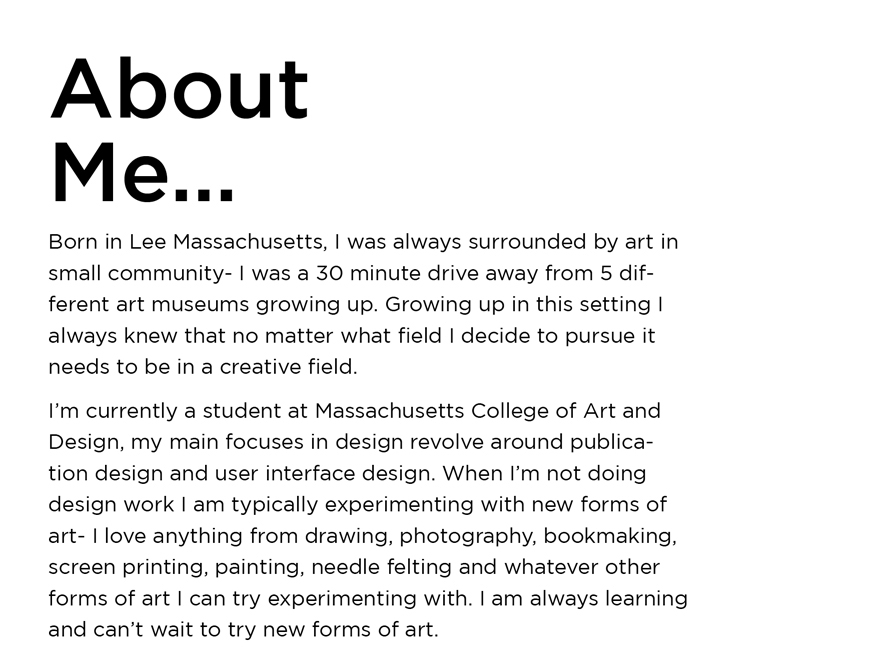 About
Me...
Born in Lee Massachusetts, I was always surrounded by art in
small community- I was a 30 minute drive away from 5 dif-
ferent art museums growing up. Growing up in this setting I
always knew that no matter what field I decide to pursue it
needs to be in a creative field.
I'm currently a student at Massachusetts College of Art and
Design, my main focuses in design revolve around publica-
tion design and user interface design. When I'm not doing
design work I am typically experimenting with new forms of
art- I love anything from drawing, photography, bookmaking,
screen printing, painting, needle felting and whatever other
forms of art I can try experimenting with. I am always learning
and can't wait to try new forms of art.